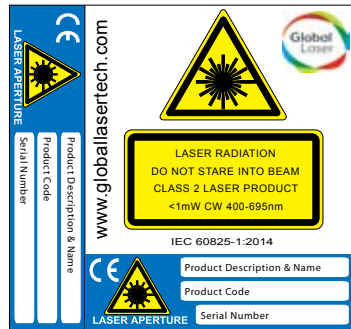 CE
LASER APERTURE
Product Description & Name
Product Code
Serial Number
www.globallasertech.com
Global
Laser
LASER RADIATION
DO NOT STARE INTO BEAM
CLASS 2 LASER PRODUCT
<1mW CW 400-695nm
IEC 60825-1:2014
CE
LASER APERTURE
Product Description & Name
Product Code
Serial Number